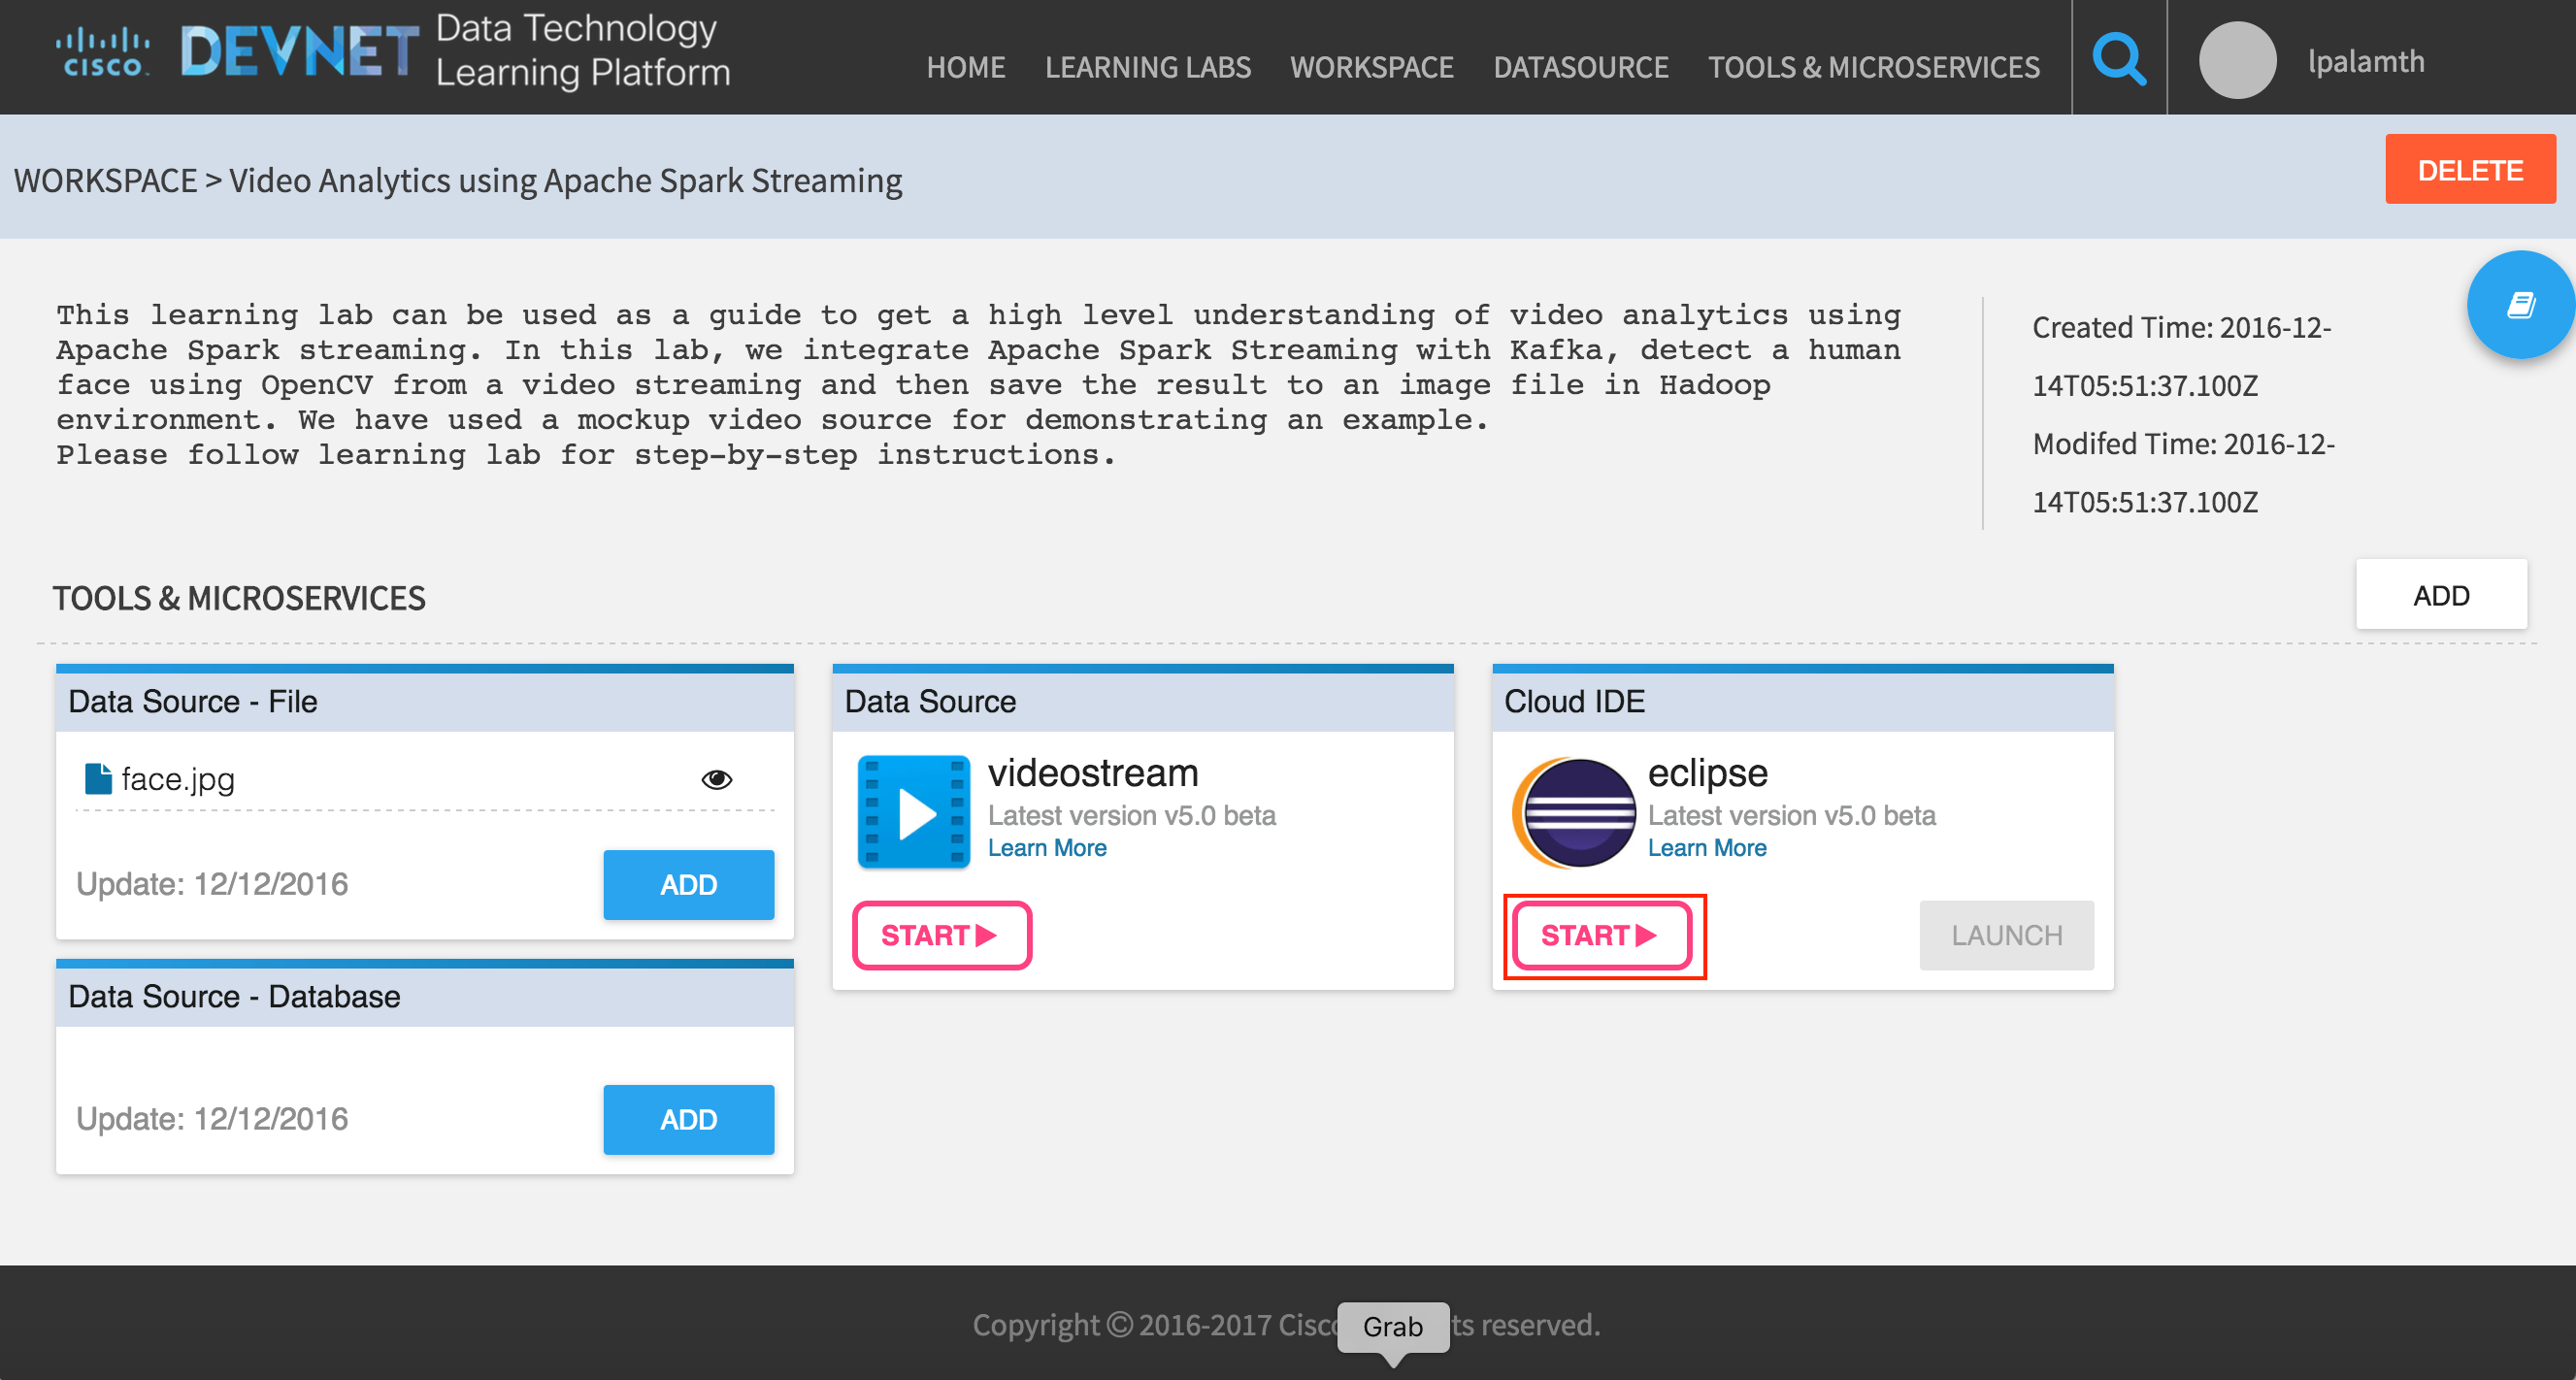 CISCO DEVNET Data Technology
Learning Platform
HOME LEARNING LABS WORKSPACE DATASOURCE TOOLS & MICROSERVICES lpalamth
WORKSPACE > Video Analytics using Apache Spark Streaming
DELETE
This learning lab can be used as a guide to get a high level understanding of video analytics using
Apache Spark streaming. In this lab, we integrate Apache Spark Streaming with Kafka, detect a human
face using OpenCV from a video streaming and then save the result to an image file in Hadoop
environment. We have used a mockup video source for demonstrating an example.
Please follow learning lab for step-by-step instructions.
Created Time: 2016-12-
14T05:51:37.100Z
Modifed Time: 2016-12-
14T05:51:37.100Z
TOOLS & MICROSERVICES
ADD
Data Source - File
face.jpg
Update: 12/12/2016
ADD
Data Source - Database
Update: 12/12/2016
ADD
Data Source
videostream
Latest version v5.0 beta
Learn More
START
Cloud IDE
eclipse
Latest version v5.0 beta
Learn More
START
LAUNCH
Copyright © 2016-2017 Cisco ts reserved.
Grab